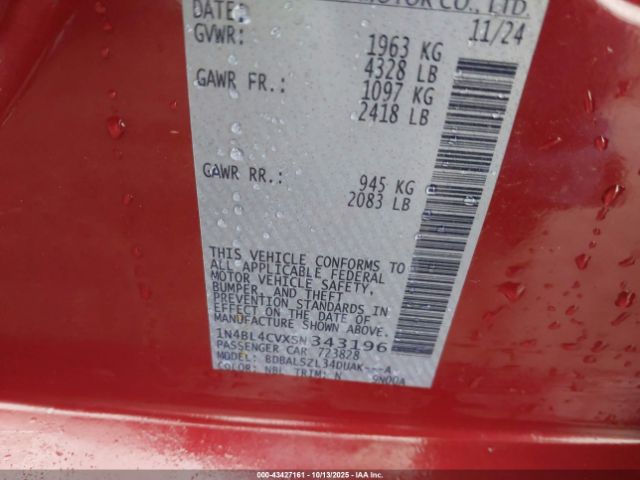 MOTOR CO., LTD.
DATE: 11/24
GVWR: 1963 KG
4328 LB
GAWR FR.: 1097 KG
2418 LB
GAWR RR.: 945 KG
2083 LB
THIS VEHICLE CONFORMS TO
ALL APPLICABLE FEDERAL
MOTOR VEHICLE SAFETY,
BUMPER, AND THEFT
PREVENTION STANDARDS IN
EFFECT ON THE DATE OF
MANUFACTURE SHOWN ABOVE.
1N4BL4CVXSN343196
PASSENGER CAR 723828
MODEL: BDBALSZL34DUAK---A
COLOR: NBL TRIM: N 9N00A
© Copyright 00-43427161 - 10/13/2025 - IAA, Inc.